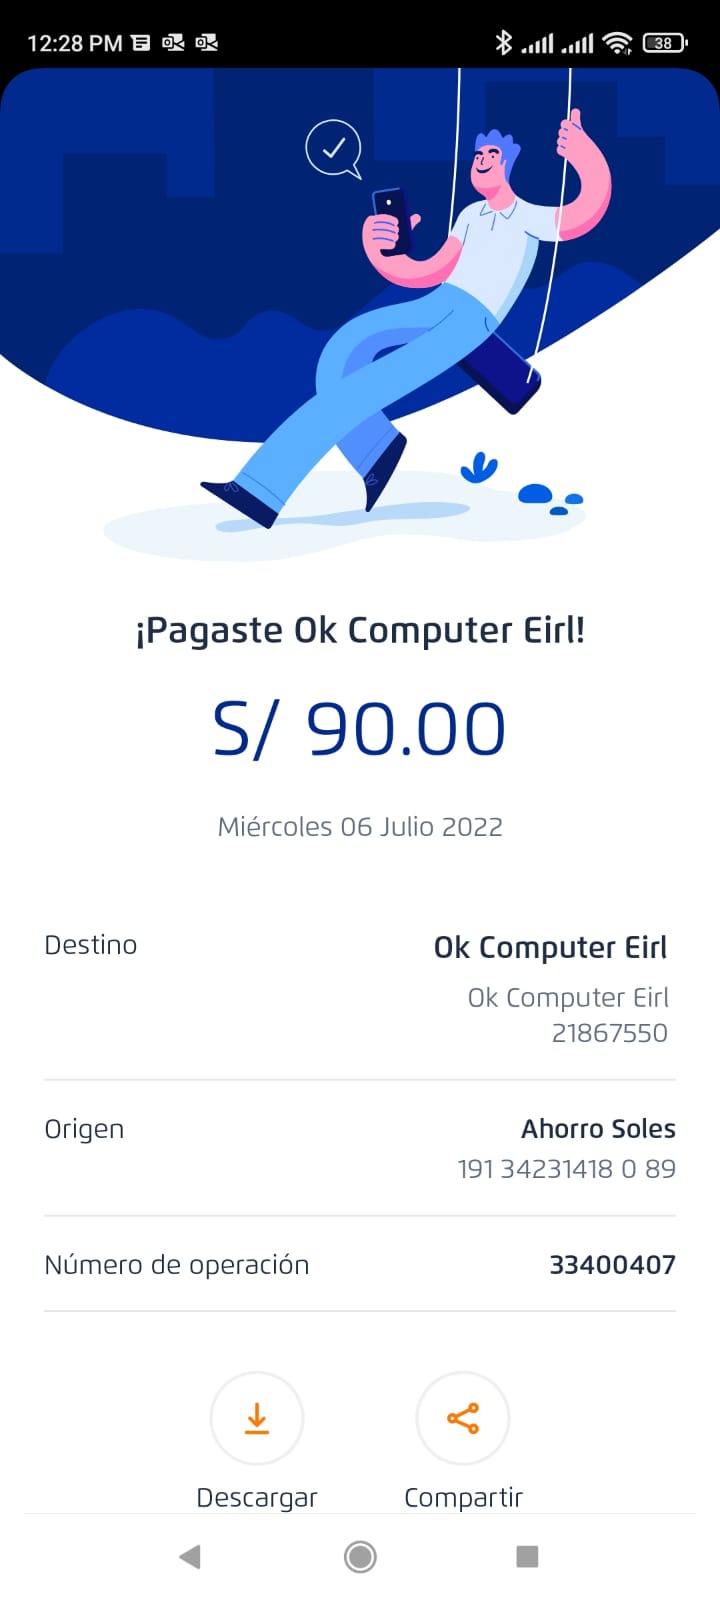 12:28 PM
38
¡Pagaste Ok Computer Eirl!
S/ 90.00
Miércoles 06 Julio 2022
Destino
Ok Computer Eirl
Ok Computer Eirl
21867550
Origen
Ahorro Soles
191 34231418 0 89
Número de operación
33400407
Descargar
Compartir